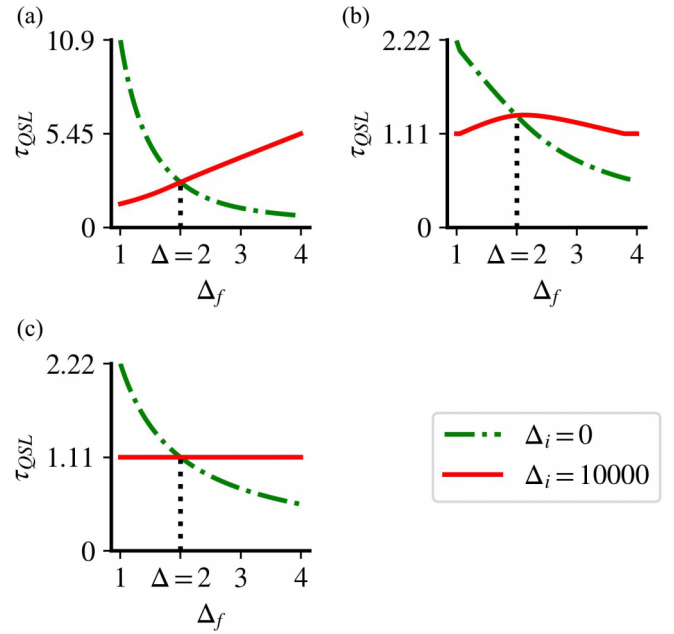 (a)
10.9
5.45
0
τQSL
1 Δ = 2 3 4
Δf
(b)
2.22
1.11
0
τQSL
1 Δ = 2 3 4
Δf
(c)
2.22
1.11
0
τQSL
1 Δ = 2 3 4
Δf
Δi = 0
Δi = 10000